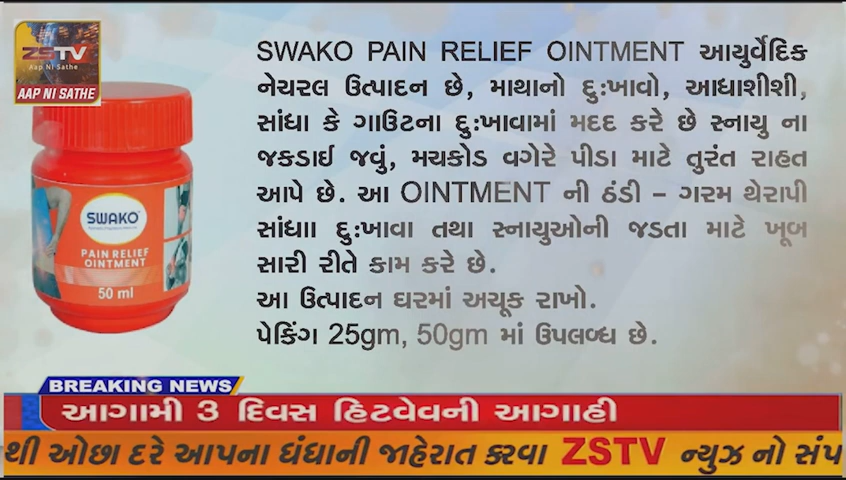 ZSTV
Aap Ni Sathe
AAP NI SATHE
SWAKO PAIN RELIEF OINTMENT આયુર્વેદિક
નેચરલ ઉત્પાદન છે, માથાનો દુઃખાવો, આધાશીશી,
સાંધા કે ગાઉટના દુઃખાવામાં મદદ કરે છે સ્નાયુ ના
જકડાઈ જવું, મચકોડ વગેરે પીડા માટે તુરંત રાહત
આપે છે. આ OINTMENT ની ઠંડી – ગરમ થેરાપી
સાંધાા દુઃખાવા તથા સ્નાયુઓની જડતા માટે ખૂબ
સારી રીતે કામ કરે છે.
આ ઉત્પાદન ઘરમાં અચૂક રાખો.
પેકિંગ 25gm, 50gm માં ઉપલબ્ધ છે.
SWAKO
PAIN RELIEF
OINTMENT
50 ml
BREAKING NEWS
આગામી 3 દિવસ હિટવેવની આગાહી
થી ઓછા દરે આપના ધંધાની જાહેરાત કરવા ZSTV ન્યુઝ નો સંપ